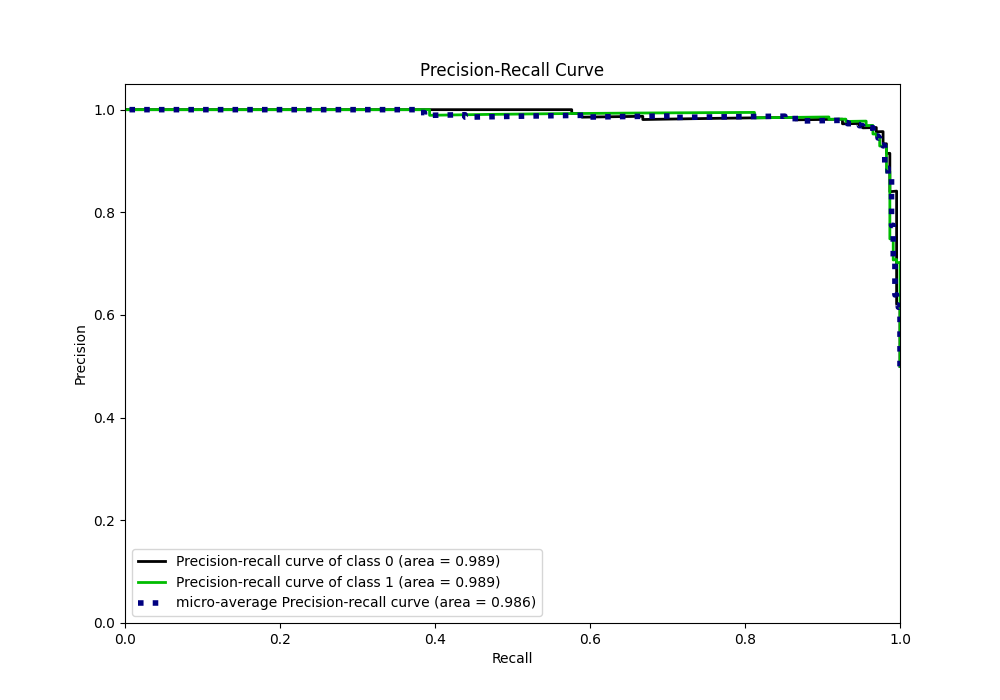 Precision-Recall Curve
1.0
0.8
0.6
0.4
0.2
0.0
Precision
Precision-recall curve of class 0 (area = 0.989)
Precision-recall curve of class 1 (area = 0.989)
micro-average Precision-recall curve (area = 0.986)
0.0 0.2 0.4 0.6 0.8 1.0
Recall